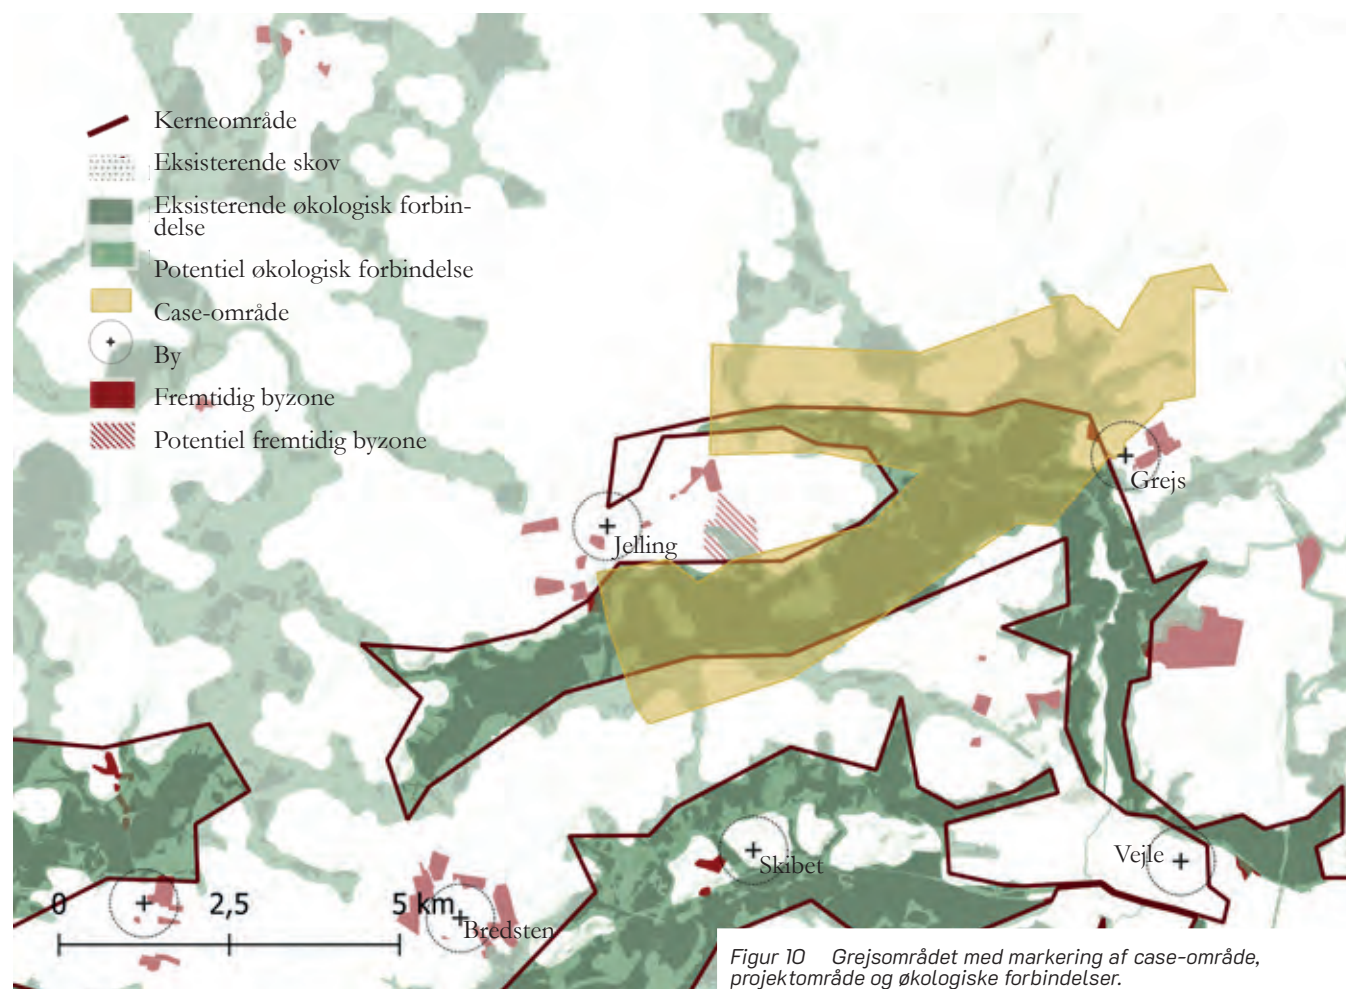 Kerneområde
Eksisterende skov
Eksisterende økologisk forbin-
delse
Potentiel økologisk forbindelse
Case-område
By
Fremtidig byzone
Potentiel fremtidig byzone
Grejs
Jelling
Skibet
Vejle
Bredsten
0 2,5 5 km
Figur 10 Grejsområdet med markering af case-område,
projektområde og økologiske forbindelser.